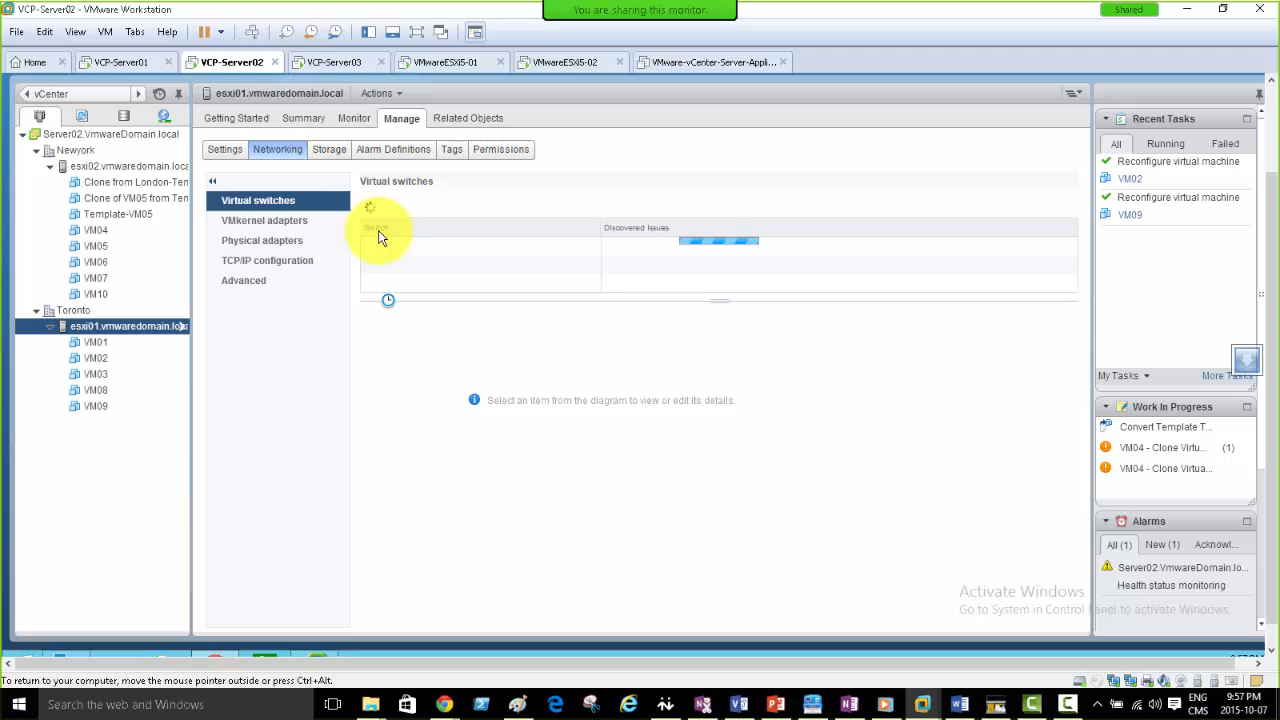 You are sharing this monitor.
VCP-Server02 - VMware Workstation
Shared
File Edit View VM Tabs Help
Home VCP-Server01 VCP-Server02 VCP-Server03 VMwareESXi5-01 VMwareESXi5-02 VMware-vCenter-Server-Appli...
vCenter
esxi01.vmwaredomain.local Actions
Getting Started Summary Monitor Manage Related Objects
Settings Networking Storage Alarm Definitions Tags Permissions
Server02.VmwareDomain.local
Newyork
esxi02.vmwaredomain.loca
Clone from London-Ten
Clone of VM05 from Tem
Template-VM05
VM04
VM05
VM06
VM07
VM10
Toronto
esxi01.vmwaredomain.loca
VM01
VM02
VM03
VM08
VM09
Virtual switches
VMkernel adapters
Physical adapters
TCP/IP configuration
Advanced
Virtual switches
Switch Discovered Issues
Select an item from the diagram to view or edit its details.
Recent Tasks
All Running Failed
Reconfigure virtual machine
VM02
Reconfigure virtual machine
VM09
My Tasks More Tasks
Work In Progress
Convert Template T...
VM04 - Clone Virtu... (1)
VM04 - Clone Virtua...
Alarms
All (1) New (1) Acknowl...
Server02.VmwareDomain.lo...
Health status monitoring
Activate Windows
Go to System in Control Panel to activate Windows.
To return to your computer, move the mouse pointer outside or press Ctrl+Alt.
Search the web and Windows
ENG
CMS
9:57 PM
2015-10-07